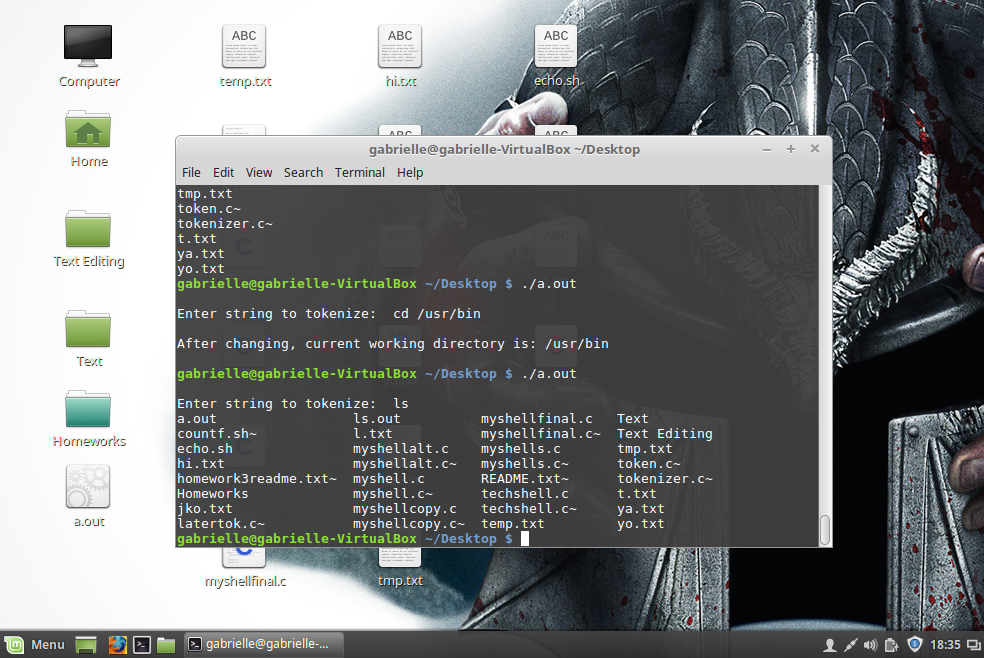 ABC ABC ABC
Computer temp.txt hi.txt echo.sh
ABC ABC
Home
gabrielle@gabrielle-VirtualBox ~/Desktop
File Edit View Search Terminal Help
tmp.txt
token.c~
tokenizer.c~
t.txt
ya.txt
yo.txt
gabrielle@gabrielle-VirtualBox ~/Desktop $ ./a.out
Enter string to tokenize:  cd /usr/bin
After changing, current working directory is: /usr/bin
gabrielle@gabrielle-VirtualBox ~/Desktop $ ./a.out
Enter string to tokenize:  ls
a.out ls.out myshellfinal.c Text
countf.sh~ l.txt myshellfinal.c~ Text Editing
echo.sh myshellalt.c myshells.c tmp.txt
hi.txt myshellalt.c~ myshells.c~ token.c~
homework3readme.txt~ myshell.c README.txt~ tokenizer.c~
Homeworks myshell.c~ techshell.c t.txt
jko.txt myshellcopy.c techshell.c~ ya.txt
latertok.c~ myshellcopy.c~ temp.txt yo.txt
gabrielle@gabrielle-VirtualBox ~/Desktop $
Text Editing
Text
Homeworks
a.out
myshellfinal.c tmp.txt
Menu gabrielle@gabrielle-... 18:35